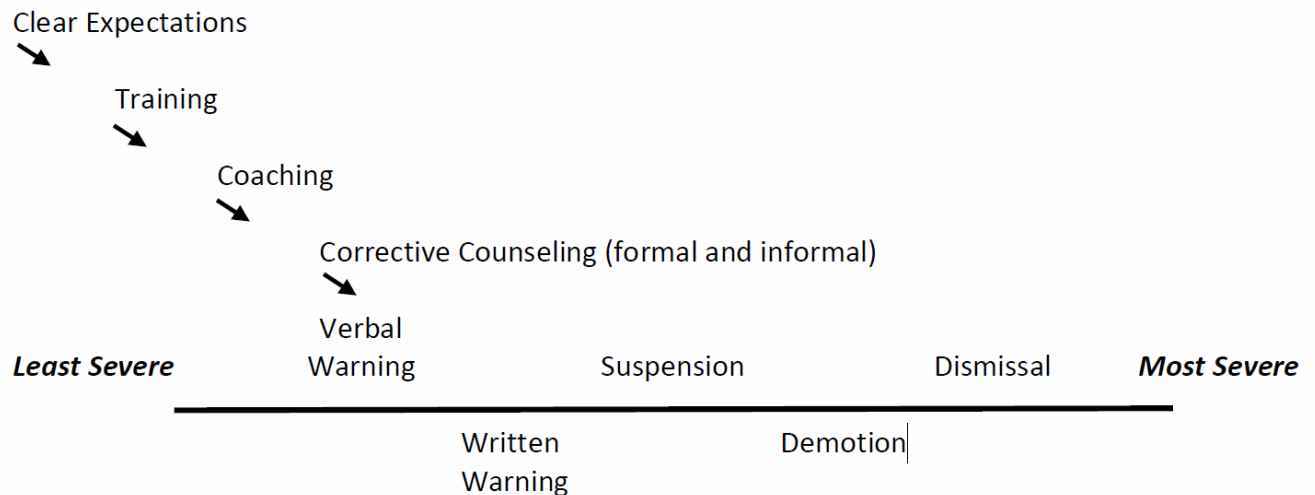 Clear Expectations
Training
Coaching
Corrective Counseling (formal and informal)
Verbal
Least Severe Warning Suspension Dismissal Most Severe
Written Demotion
Warning